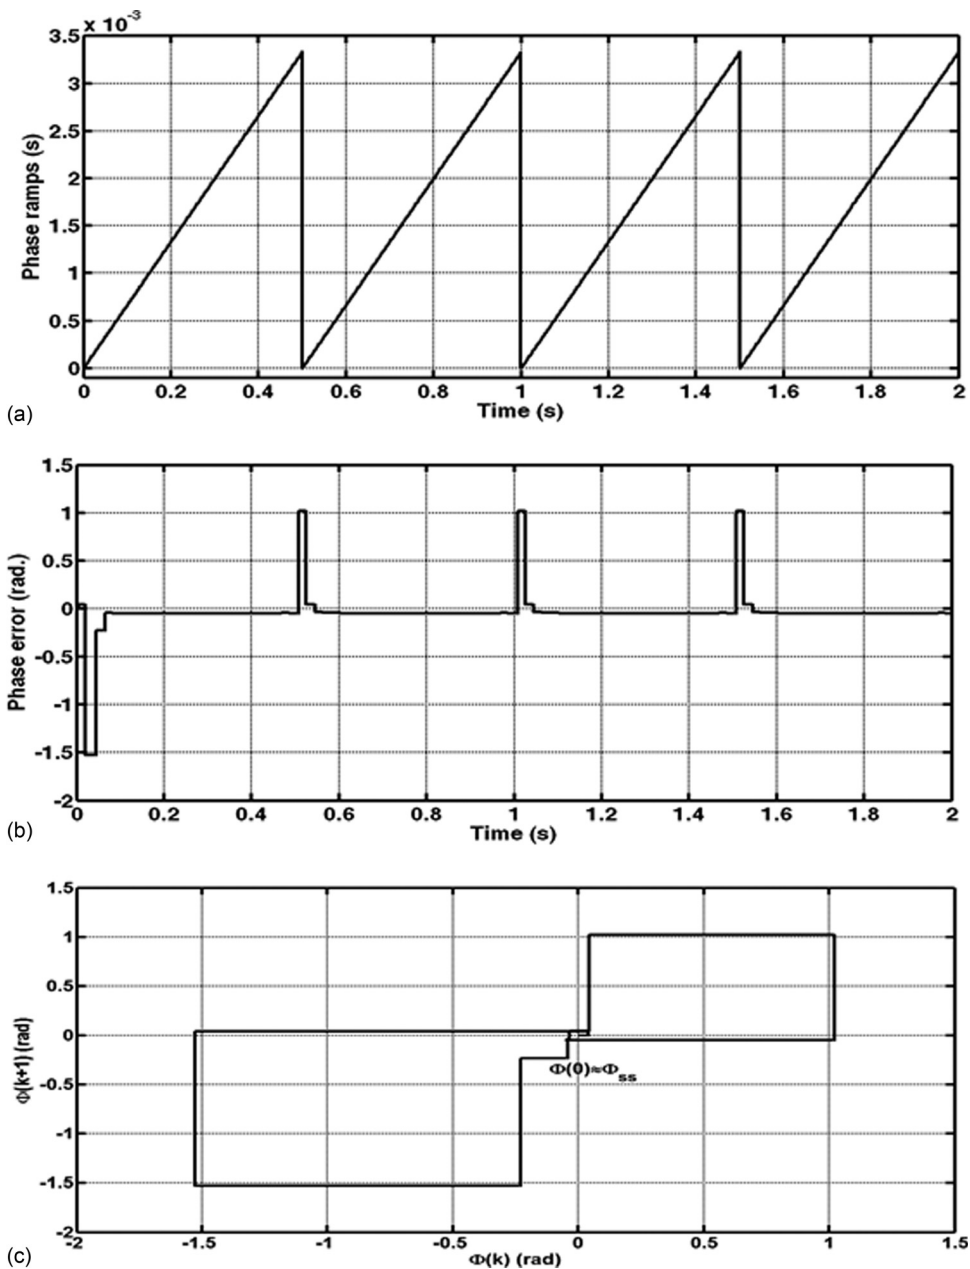 x 10⁻³
3.5
3
2.5
2
1.5
1
0.5
0
Phase ramps (s)
0 0.2 0.4 0.6 0.8 1 1.2 1.4 1.6 1.8 2
Time (s)
(a)
1.5
1
0.5
0
-0.5
-1
-1.5
-2
Phase error (rad.)
0 0.2 0.4 0.6 0.8 1 1.2 1.4 1.6 1.8 2
Time (s)
(b)
1.5
1
0.5
0
-0.5
-1
-1.5
-2
Φ(k+1) (rad)
Φ(0)≈Φss
-2 -1.5 -1 -0.5 0 0.5 1 1.5
Φ(k) (rad)
(c)